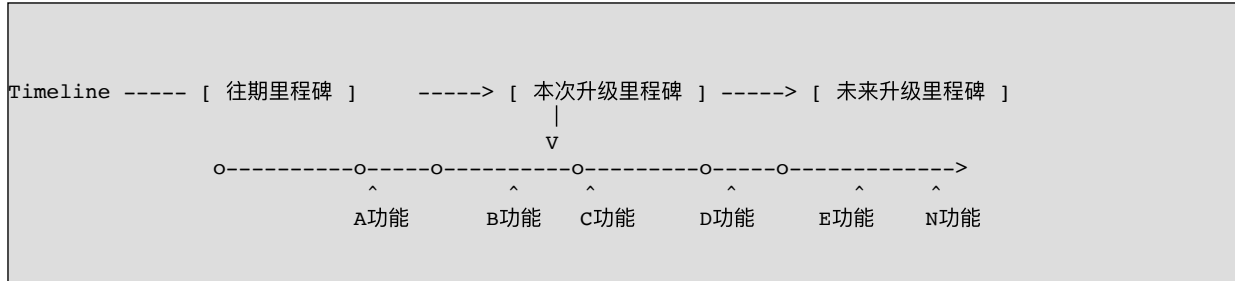 Timeline ----- [ 往期里程碑 ]     -----> [ 本次升级里程碑 ] -----> [ 未来升级里程碑 ]
|
V
o----------o-----o----------o---------o-----o------------->
^ ^ ^ ^ ^ ^
A功能 B功能 C功能 D功能 E功能 N功能